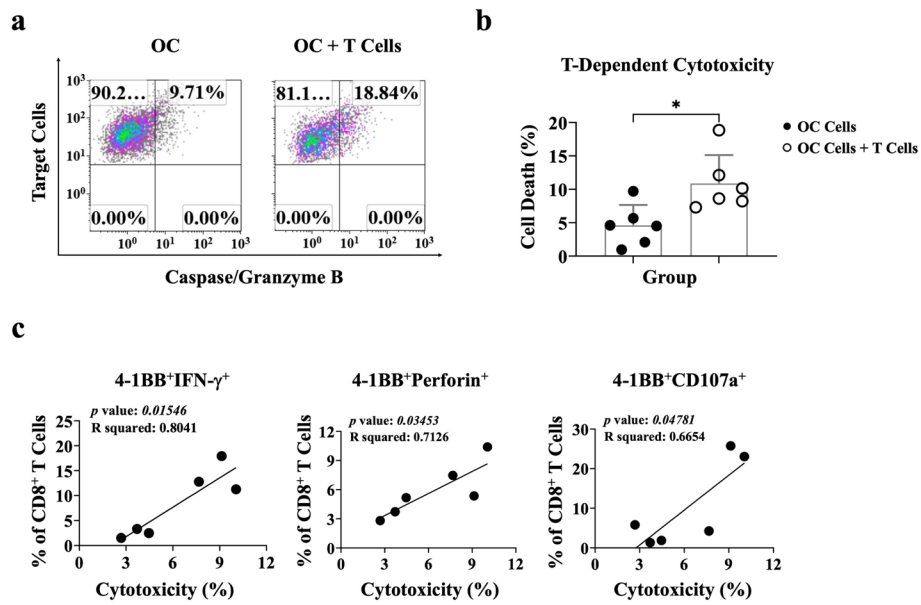 a
OC
OC + T Cells
Target Cells
10³
10²
10¹
10⁰
90.2...
9.71%
0.00%
0.00%
10⁰ 10¹ 10² 10³
81.1...
18.84%
0.00%
0.00%
10⁰ 10¹ 10² 10³
Caspase/Granzyme B
b
T-Dependent Cytotoxicity
*
Cell Death (%)
20
15
10
5
0
Group
OC Cells
OC Cells + T Cells
c
4-1BB⁺IFN-γ⁺
p value: 0.01546
R squared: 0.8041
% of CD8⁺ T Cells
25
20
15
10
5
0
0 3 6 9 12
Cytotoxicity (%)
4-1BB⁺Perforin⁺
p value: 0.03453
R squared: 0.7126
% of CD8⁺ T Cells
12
9
6
3
0
0 3 6 9 12
Cytotoxicity (%)
4-1BB⁺CD107a⁺
p value: 0.04781
R squared: 0.6654
% of CD8⁺ T Cells
30
20
10
0
0 3 6 9 12
Cytotoxicity (%)